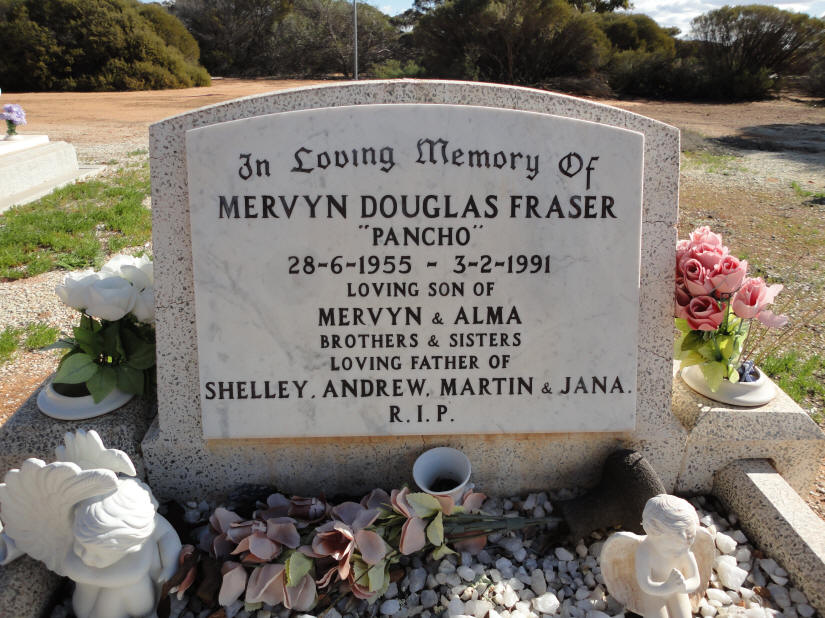 In Loving Memory Of
MERVYN DOUGLAS FRASER
"PANCHO"
28-6-1955 - 3-2-1991
LOVING SON OF
MERVYN & ALMA
BROTHERS & SISTERS
LOVING FATHER OF
SHELLEY, ANDREW, MARTIN & JANA.
R.I.P.